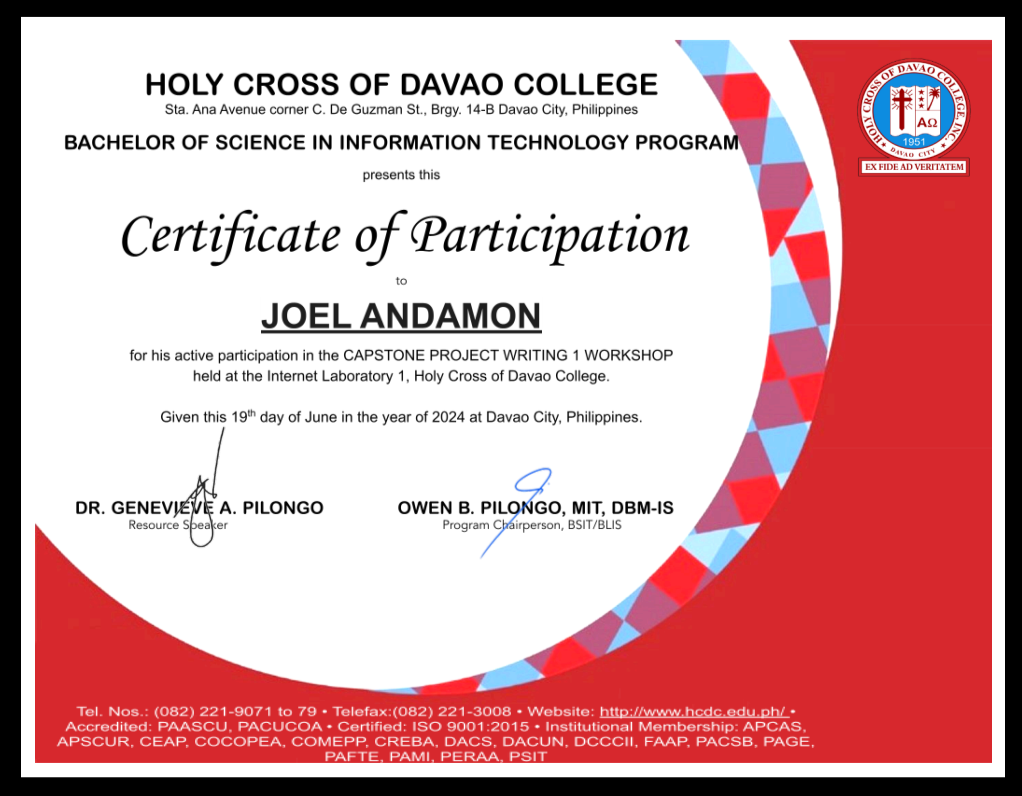 HOLY CROSS OF DAVAO COLLEGE
Sta. Ana Avenue corner C. De Guzman St., Brgy. 14-B Davao City, Philippines
BACHELOR OF SCIENCE IN INFORMATION TECHNOLOGY PROGRAM
presents this
Certificate of Participation
to
JOEL ANDAMON
for his active participation in the CAPSTONE PROJECT WRITING 1 WORKSHOP
held at the Internet Laboratory 1, Holy Cross of Davao College.
Given this 19th day of June in the year of 2024 at Davao City, Philippines.
DR. GENEVIEVE A. PILONGO
Resource Speaker
OWEN B. PILONGO, MIT, DBM-IS
Program Chairperson, BSIT/BLIS
HOLY CROSS OF DAVAO COLLEGE, INC.
ΑΩ
1951
★ DAVAO CITY ★
EX FIDE AD VERITATEM
Tel. Nos.: (082) 221-9071 to 79 • Telefax:(082) 221-3008 • Website: http://www.hcdc.edu.ph/ •
Accredited: PAASCU, PACUCOA • Certified: ISO 9001:2015 • Institutional Membership: APCAS,
APSCUR, CEAP, COCOPEA, COMEPP, CREBA, DACS, DACUN, DCCCII, FAAP, PACSB, PAGE,
PAFTE, PAMI, PERAA, PSIT